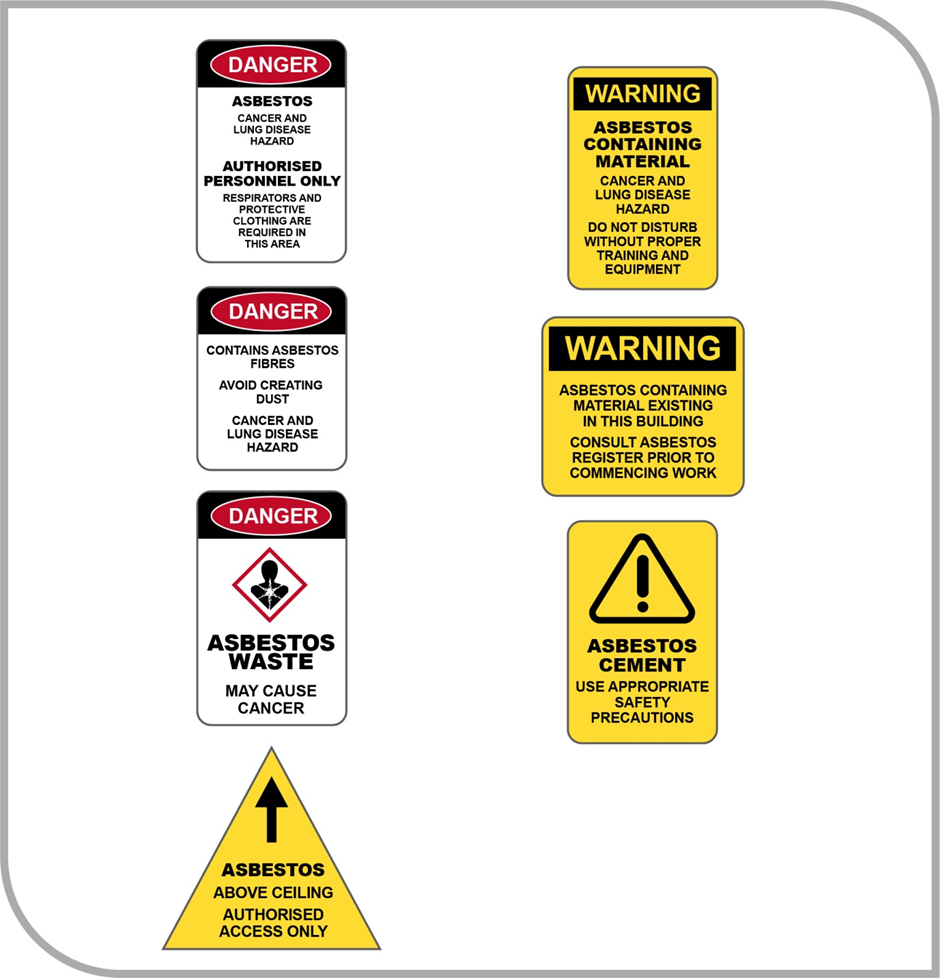 DANGER
ASBESTOS
CANCER AND
LUNG DISEASE
HAZARD
AUTHORISED
PERSONNEL ONLY
RESPIRATORS AND
PROTECTIVE
CLOTHING ARE
REQUIRED IN
THIS AREA
DANGER
CONTAINS ASBESTOS
FIBRES
AVOID CREATING
DUST
CANCER AND
LUNG DISEASE
HAZARD
DANGER
ASBESTOS
WASTE
MAY CAUSE
CANCER
ASBESTOS
ABOVE CEILING
AUTHORISED
ACCESS ONLY
WARNING
ASBESTOS
CONTAINING
MATERIAL
CANCER AND
LUNG DISEASE
HAZARD
DO NOT DISTURB
WITHOUT PROPER
TRAINING AND
EQUIPMENT
WARNING
ASBESTOS CONTAINING
MATERIAL EXISTING
IN THIS BUILDING
CONSULT ASBESTOS
REGISTER PRIOR TO
COMMENCING WORK
ASBESTOS
CEMENT
USE APPROPRIATE
SAFETY
PRECAUTIONS